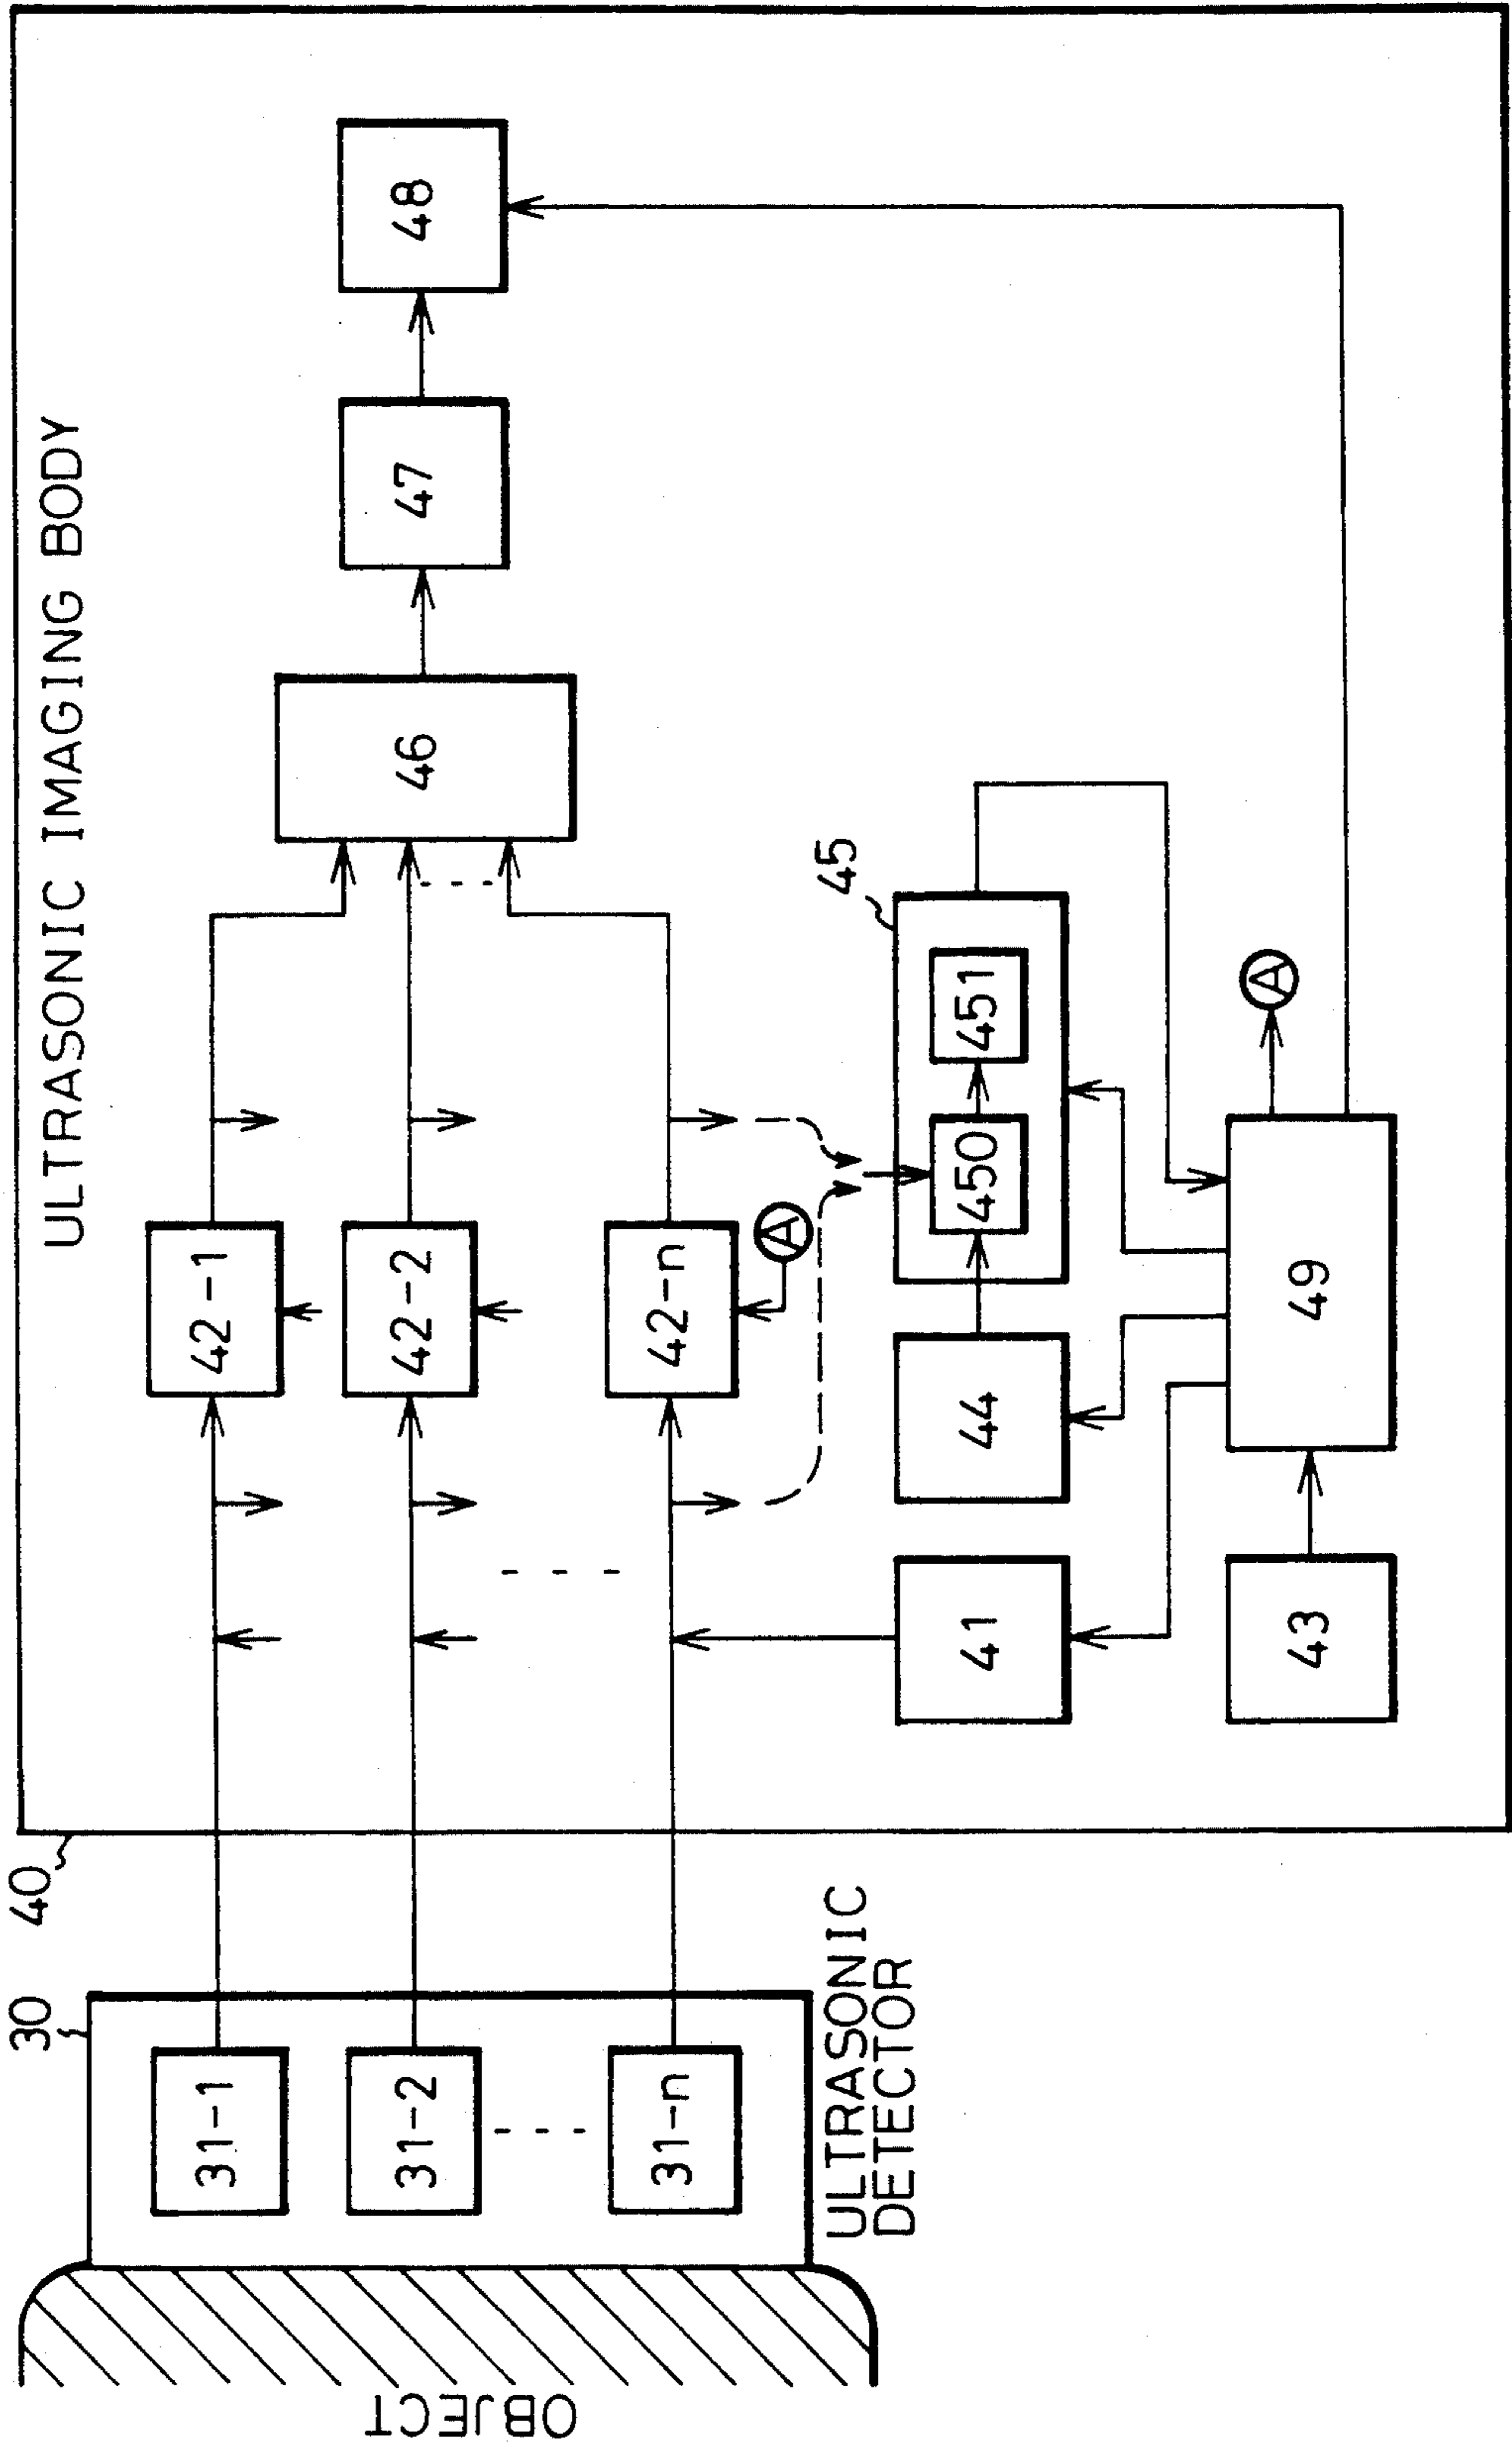 ULTRASONIC IMAGING BODY
40
30
31-1
31-2
31-n
ULTRASONIC
DETECTOR
OBJECT
42-1
42-2
42-n
A
46
47
48
45
450
451
41
44
43
49
A